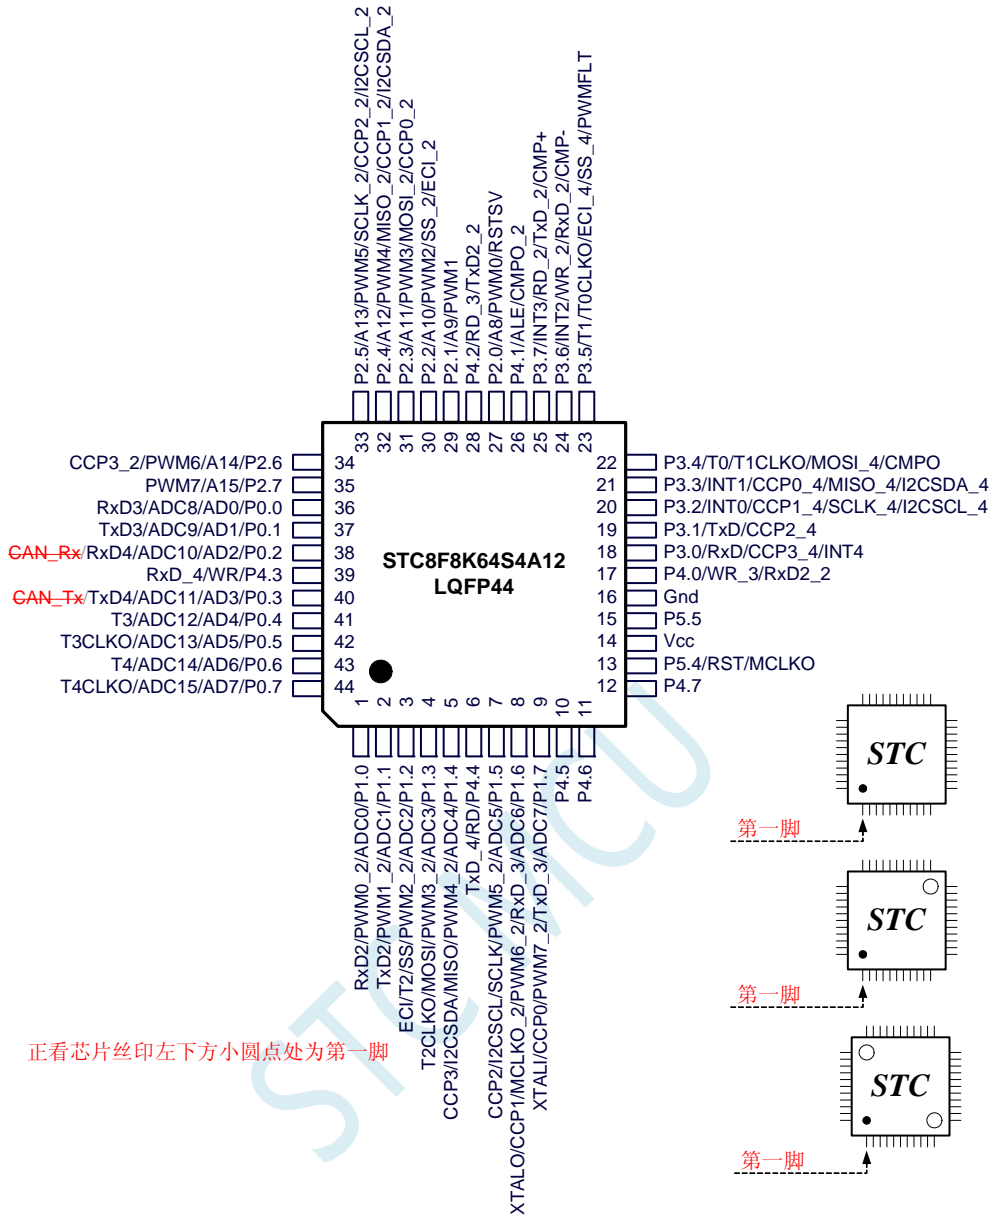 P2.5/A13/PWM5/SCLK_2/CCP2_2/I2CSCL_2
P2.4/A12/PWM4/MISO_2/CCP1_2/I2CSDA_2
P2.3/A11/PWM3/MOSI_2/CCP0_2
P2.2/A10/PWM2/SS_2/ECI_2
P2.1/A9/PWM1
P4.2/RD_3/TxD2_2
P2.0/A8/PWM0/RSTSV
P4.1/ALE/CMPO_2
P3.7/INT3/RD_2/TxD_2/CMP+
P3.6/INT2/WR_2/RxD_2/CMP-
P3.5/T1/T0CLKO/ECI_4/SS_4/PWMFLT
33 32 31 30 29 28 27 26 25 24 23
CCP3_2/PWM6/A14/P2.6 34
PWM7/A15/P2.7 35
RxD3/ADC8/AD0/P0.0 36
TxD3/ADC9/AD1/P0.1 37
CAN_Rx/RxD4/ADC10/AD2/P0.2 38
RxD_4/WR/P4.3 39
CAN_Tx/TxD4/ADC11/AD3/P0.3 40
T3/ADC12/AD4/P0.4 41
T3CLKO/ADC13/AD5/P0.5 42
T4/ADC14/AD6/P0.6 43
T4CLKO/ADC15/AD7/P0.7 44
STC8F8K64S4A12
LQFP44
22 P3.4/T0/T1CLKO/MOSI_4/CMPO
21 P3.3/INT1/CCP0_4/MISO_4/I2CSDA_4
20 P3.2/INT0/CCP1_4/SCLK_4/I2CSCL_4
19 P3.1/TxD/CCP2_4
18 P3.0/RxD/CCP3_4/INT4
17 P4.0/WR_3/RxD2_2
16 Gnd
15 P5.5
14 Vcc
13 P5.4/RST/MCLKO
12 P4.7
1 2 3 4 5 6 7 8 9 10 11
RxD2/PWM0_2/ADC0/P1.0
TxD2/PWM1_2/ADC1/P1.1
ECI/T2/SS/PWM2_2/ADC2/P1.2
T2CLKO/MOSI/PWM3_2/ADC3/P1.3
CCP3/I2CSDA/MISO/PWM4_2/ADC4/P1.4
TxD_4/RD/P4.4
CCP2/I2CSCL/SCLK/PWM5_2/ADC5/P1.5
XTALO/CCP1/MCLKO_2/PWM6_2/RxD_3/ADC6/P1.6
XTALI/CCP0/PWM7_2/TxD_3/ADC7/P1.7
P4.5
P4.6
STC
第一脚
STC
第一脚
STC
第一脚
正看芯片丝印左下方小圆点处为第一脚
STCMCU